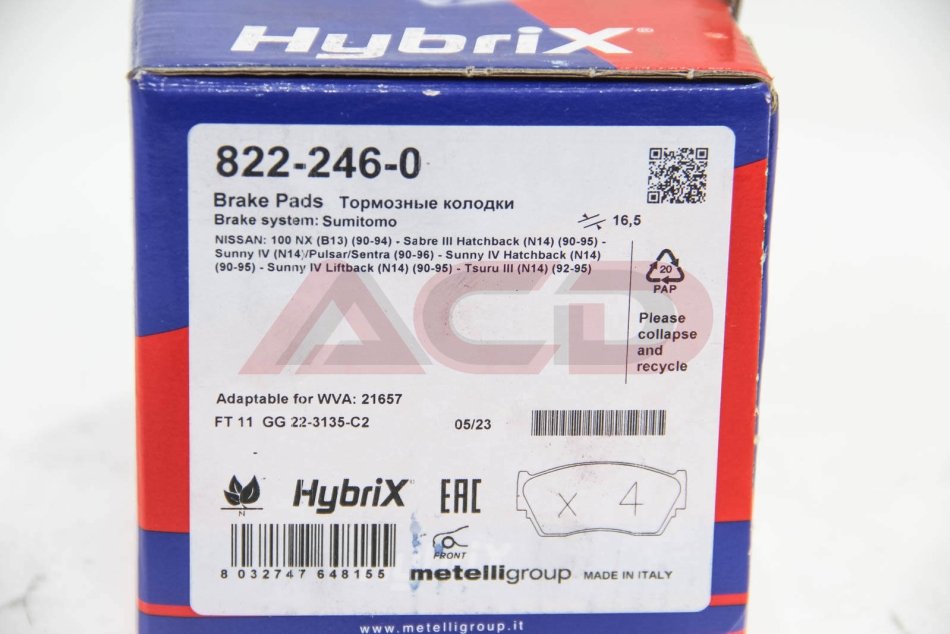 HybriX®
822-246-0
Brake Pads Тормозные колодки
Brake system: Sumitomo
16,5
NISSAN: 100 NX (B13) (90-94) - Sabre III Hatchback (N14) (90-95) -
Sunny IV (N14)/Pulsar/Sentra (90-96) - Sunny IV Hatchback (N14)
(90-95) - Sunny IV Liftback (N14) (90-95) - Tsuru III (N14) (92-95)
20
PAP
ACD
Please
collapse
and
recycle
Adaptable for WVA: 21657
FT 11 GG 22-3135-C2
05/23
N
HybriX®
EAC
x 4
FRONT
8 032747 648155
metelligroup MADE IN ITALY
www.metelligroup.it